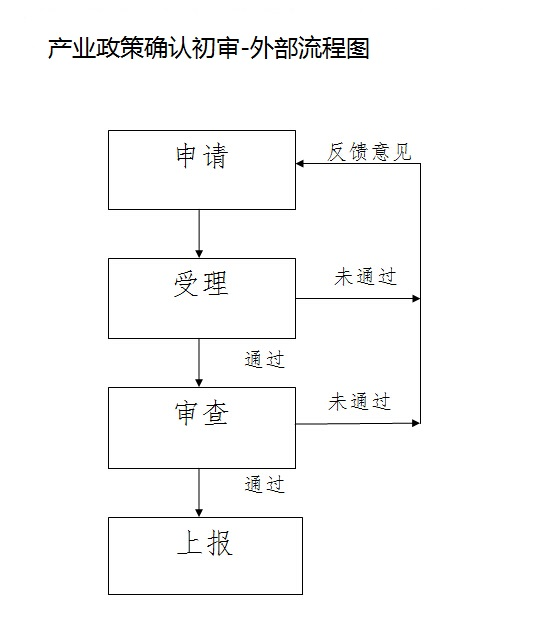 产业政策确认初审-外部流程图
申请
反馈意见
受理
未通过
通过
审查
未通过
通过
上报